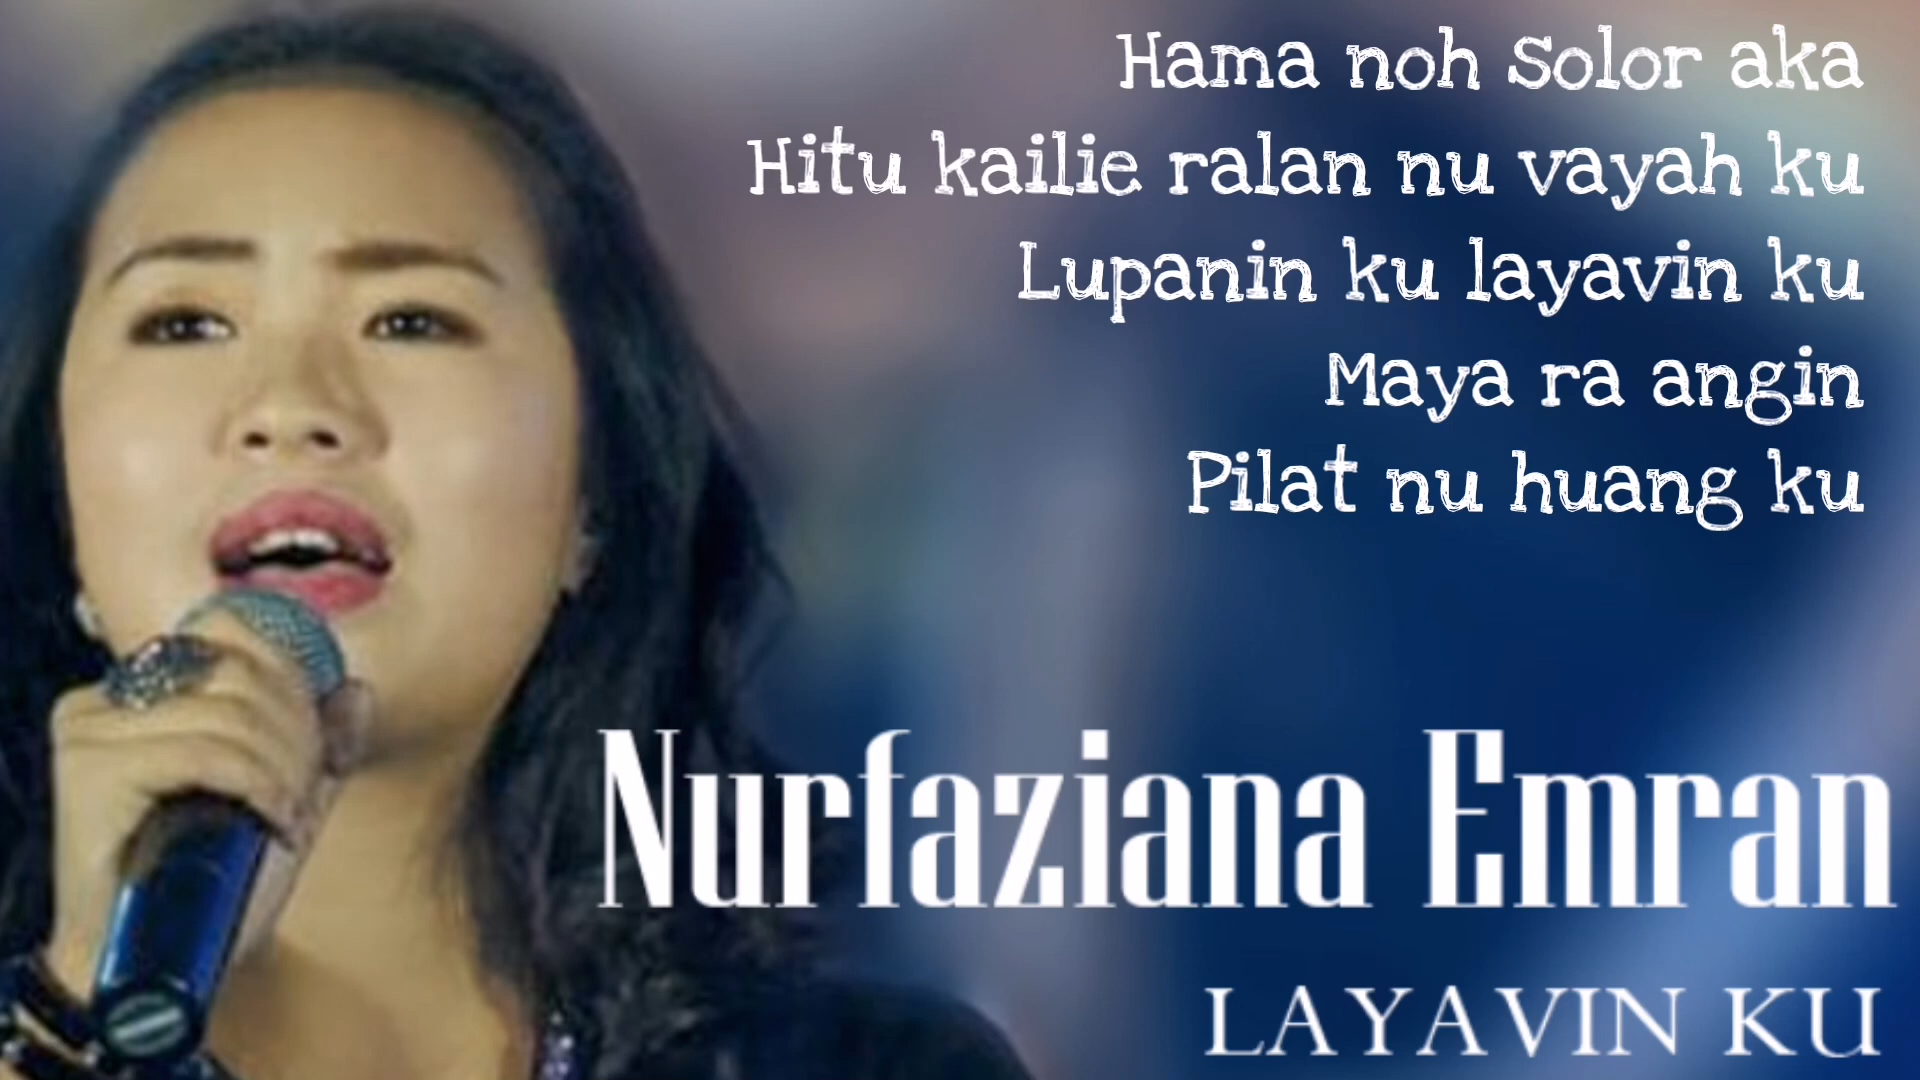 Hama noh Solor aka
Hitu kailie ralan nu vayah ku
Lupanin ku layavin ku
Maya ra angin
Pilat nu huang ku
Nurfaziana Emran
LAYAVIN KU